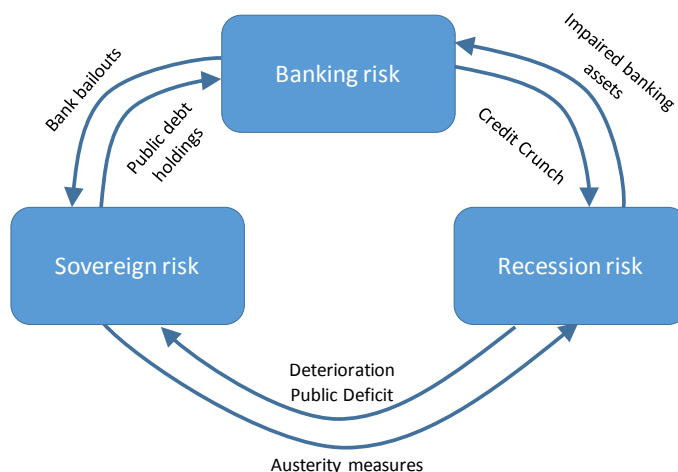 Banking risk
Bank bailouts
Public debt
holdings
Impaired banking
assets
Credit Crunch
Sovereign risk
Recession risk
Deterioration
Public Deficit
Austerity measures